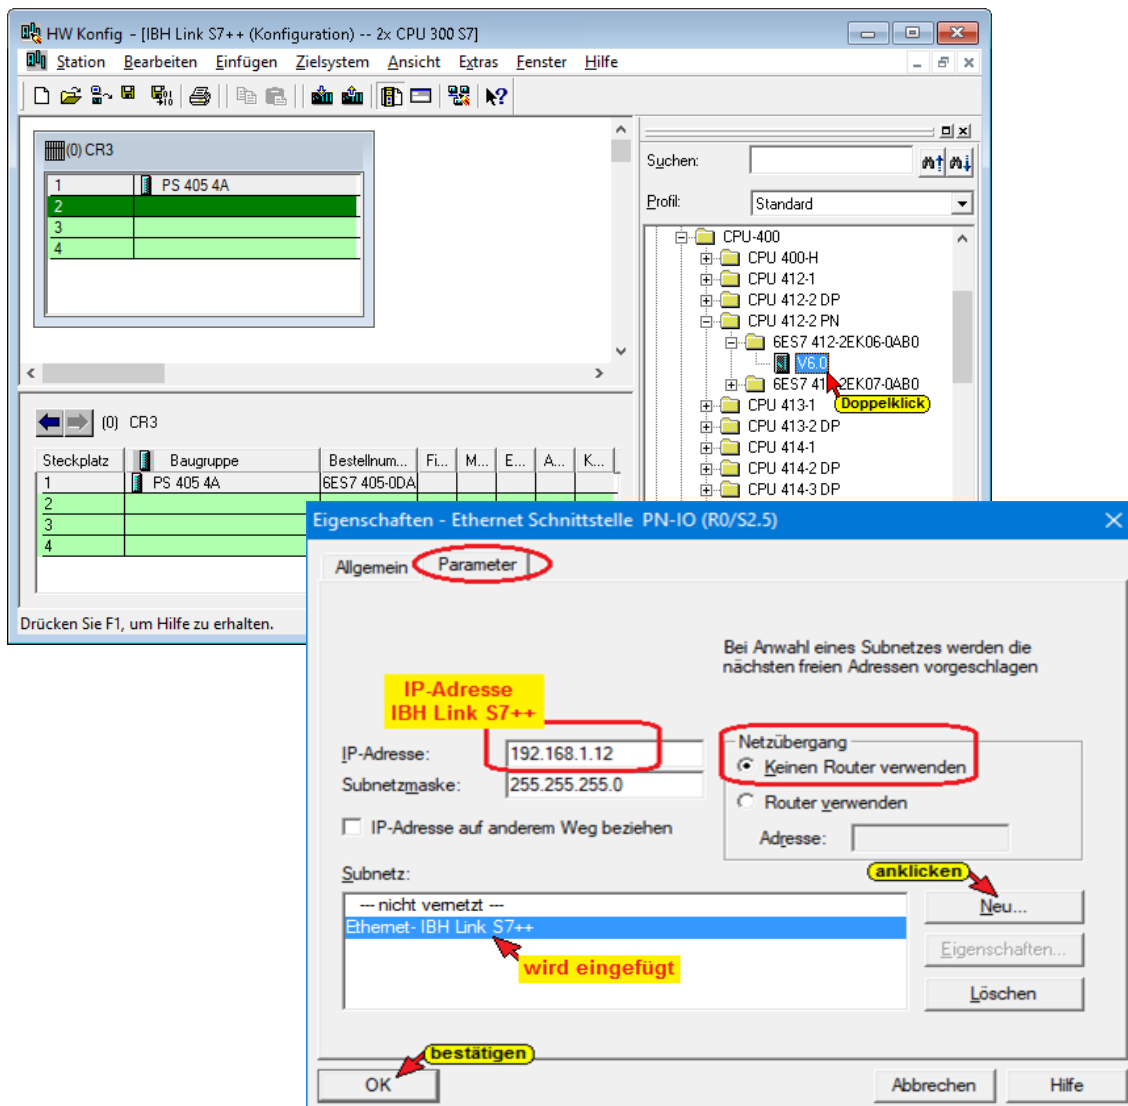 HW Konfig - [IBH Link S7++ (Konfiguration) -- 2x CPU 300 S7]
Station Bearbeiten Einfügen Zielsystem Ansicht Extras Fenster Hilfe
(0) CR3
1 PS 405 4A
2
3
4
Suchen:
Profil: Standard
CPU-400
CPU 400-H
CPU 412-1
CPU 412-2 DP
CPU 412-2 PN
6ES7 412-2EK06-0AB0
V6.0
6ES7 41 -2EK07-0AB0
Doppelklick
CPU 413-1
CPU 413-2 DP
CPU 414-1
CPU 414-2 DP
CPU 414-3 DP
(0) CR3
Steckplatz Baugruppe Bestellnum... Fi... M... E... A... K...
1 PS 405 4A 6ES7 405-0DA
2
3
4
Drücken Sie F1, um Hilfe zu erhalten.
Eigenschaften - Ethernet Schnittstelle PN-IO (R0/S2.5)
Allgemein Parameter
Bei Anwahl eines Subnetzes werden die
nächsten freien Adressen vorgeschlagen
IP-Adresse
IBH Link S7++
IP-Adresse: 192.168.1.12
Subnetzmaske: 255.255.255.0
IP-Adresse auf anderem Weg beziehen
Netzübergang
Keinen Router verwenden
Router verwenden
Adresse:
Subnetz:
anklicken
--- nicht vernetzt ---
Ethernet- IBH Link S7++
wird eingefügt
Neu...
Eigenschaften...
Löschen
bestätigen
OK Abbrechen Hilfe